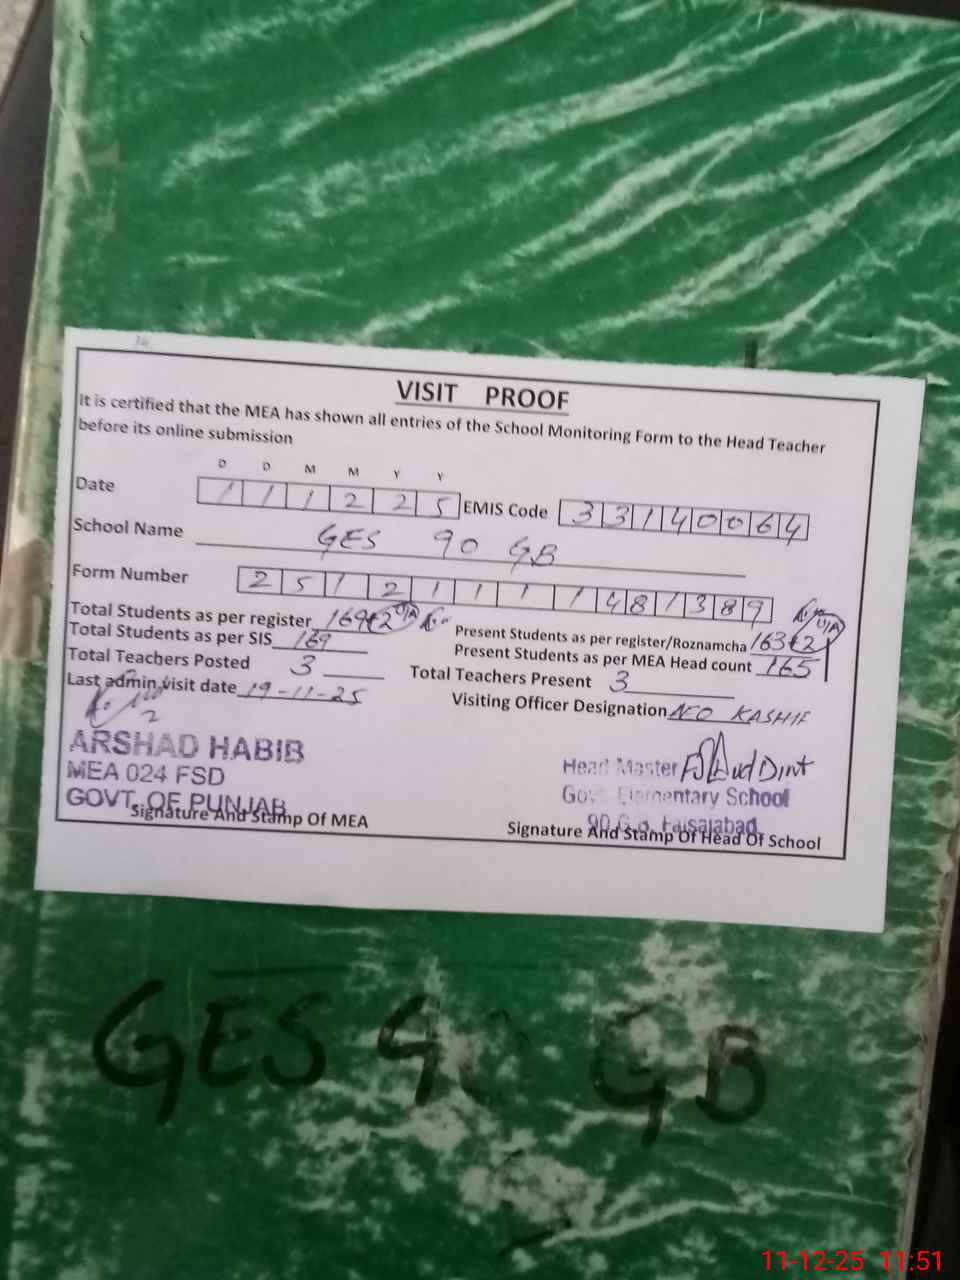 VISIT PROOF
It is certified that the MEA has shown all entries of the School Monitoring Form to the Head Teacher
before its online submission
D D M M Y Y
Date 1 1 1 2 2 5 EMIS Code 3 3 1 4 0 0 6 4
School Name GES 90 GB
Form Number 2 5 1 2 1 1 1 1 4 8 1 3 8 9
Total Students as per register 169+2 U/A
Present Students as per register/Roznamcha 163+2 U/A
Total Students as per SIS 169
Present Students as per MEA Head count 165
Total Teachers Posted 3
Total Teachers Present 3
Last admin visit date 19-11-25
Visiting Officer Designation AEO KASHIF
ARSHAD HABIB
MEA 024 FSD
GOVT. OF PUNJAB
Signature And Stamp Of MEA
Head Master
Govt. Elementary School
90 G.B. Faisalabad
Signature And Stamp Of Head Of School
GES 90 GB
11-12-25 11:51